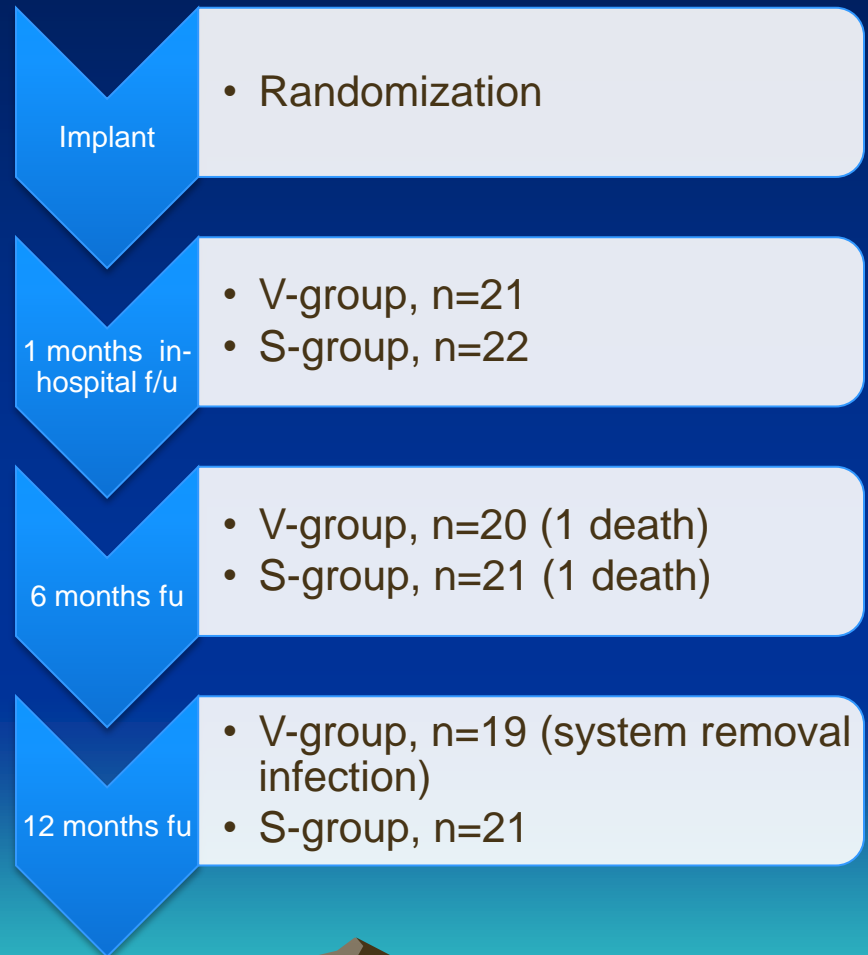 Implant
• Randomization
1 months in-
hospital f/u
• V-group, n=21
• S-group, n=22
6 months fu
• V-group, n=20 (1 death)
• S-group, n=21 (1 death)
12 months fu
• V-group, n=19 (system removal
infection)
• S-group, n=21